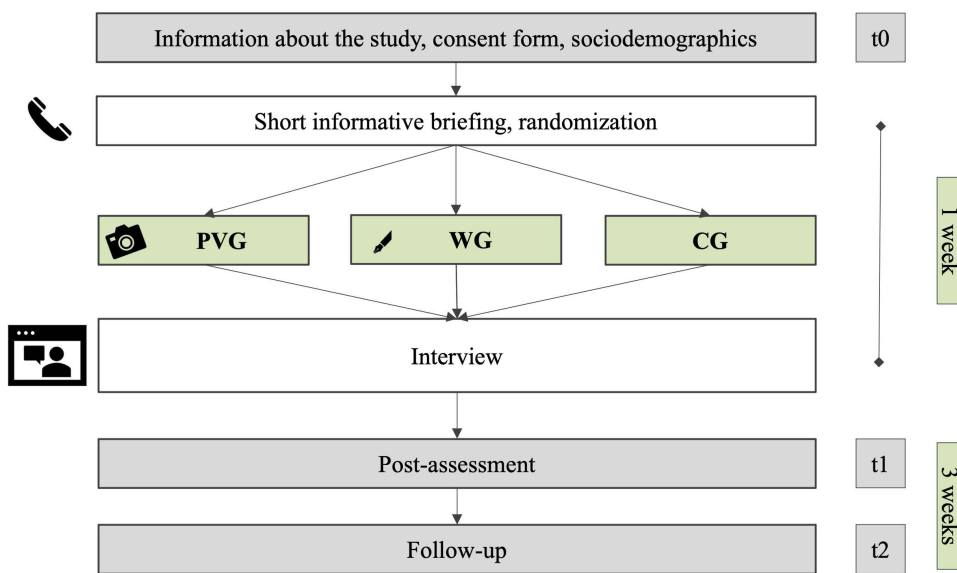 Information about the study, consent form, sociodemographics
t0
Short informative briefing, randomization
1 week
PVG
WG
CG
Interview
Post-assessment
t1
3 weeks
Follow-up
t2